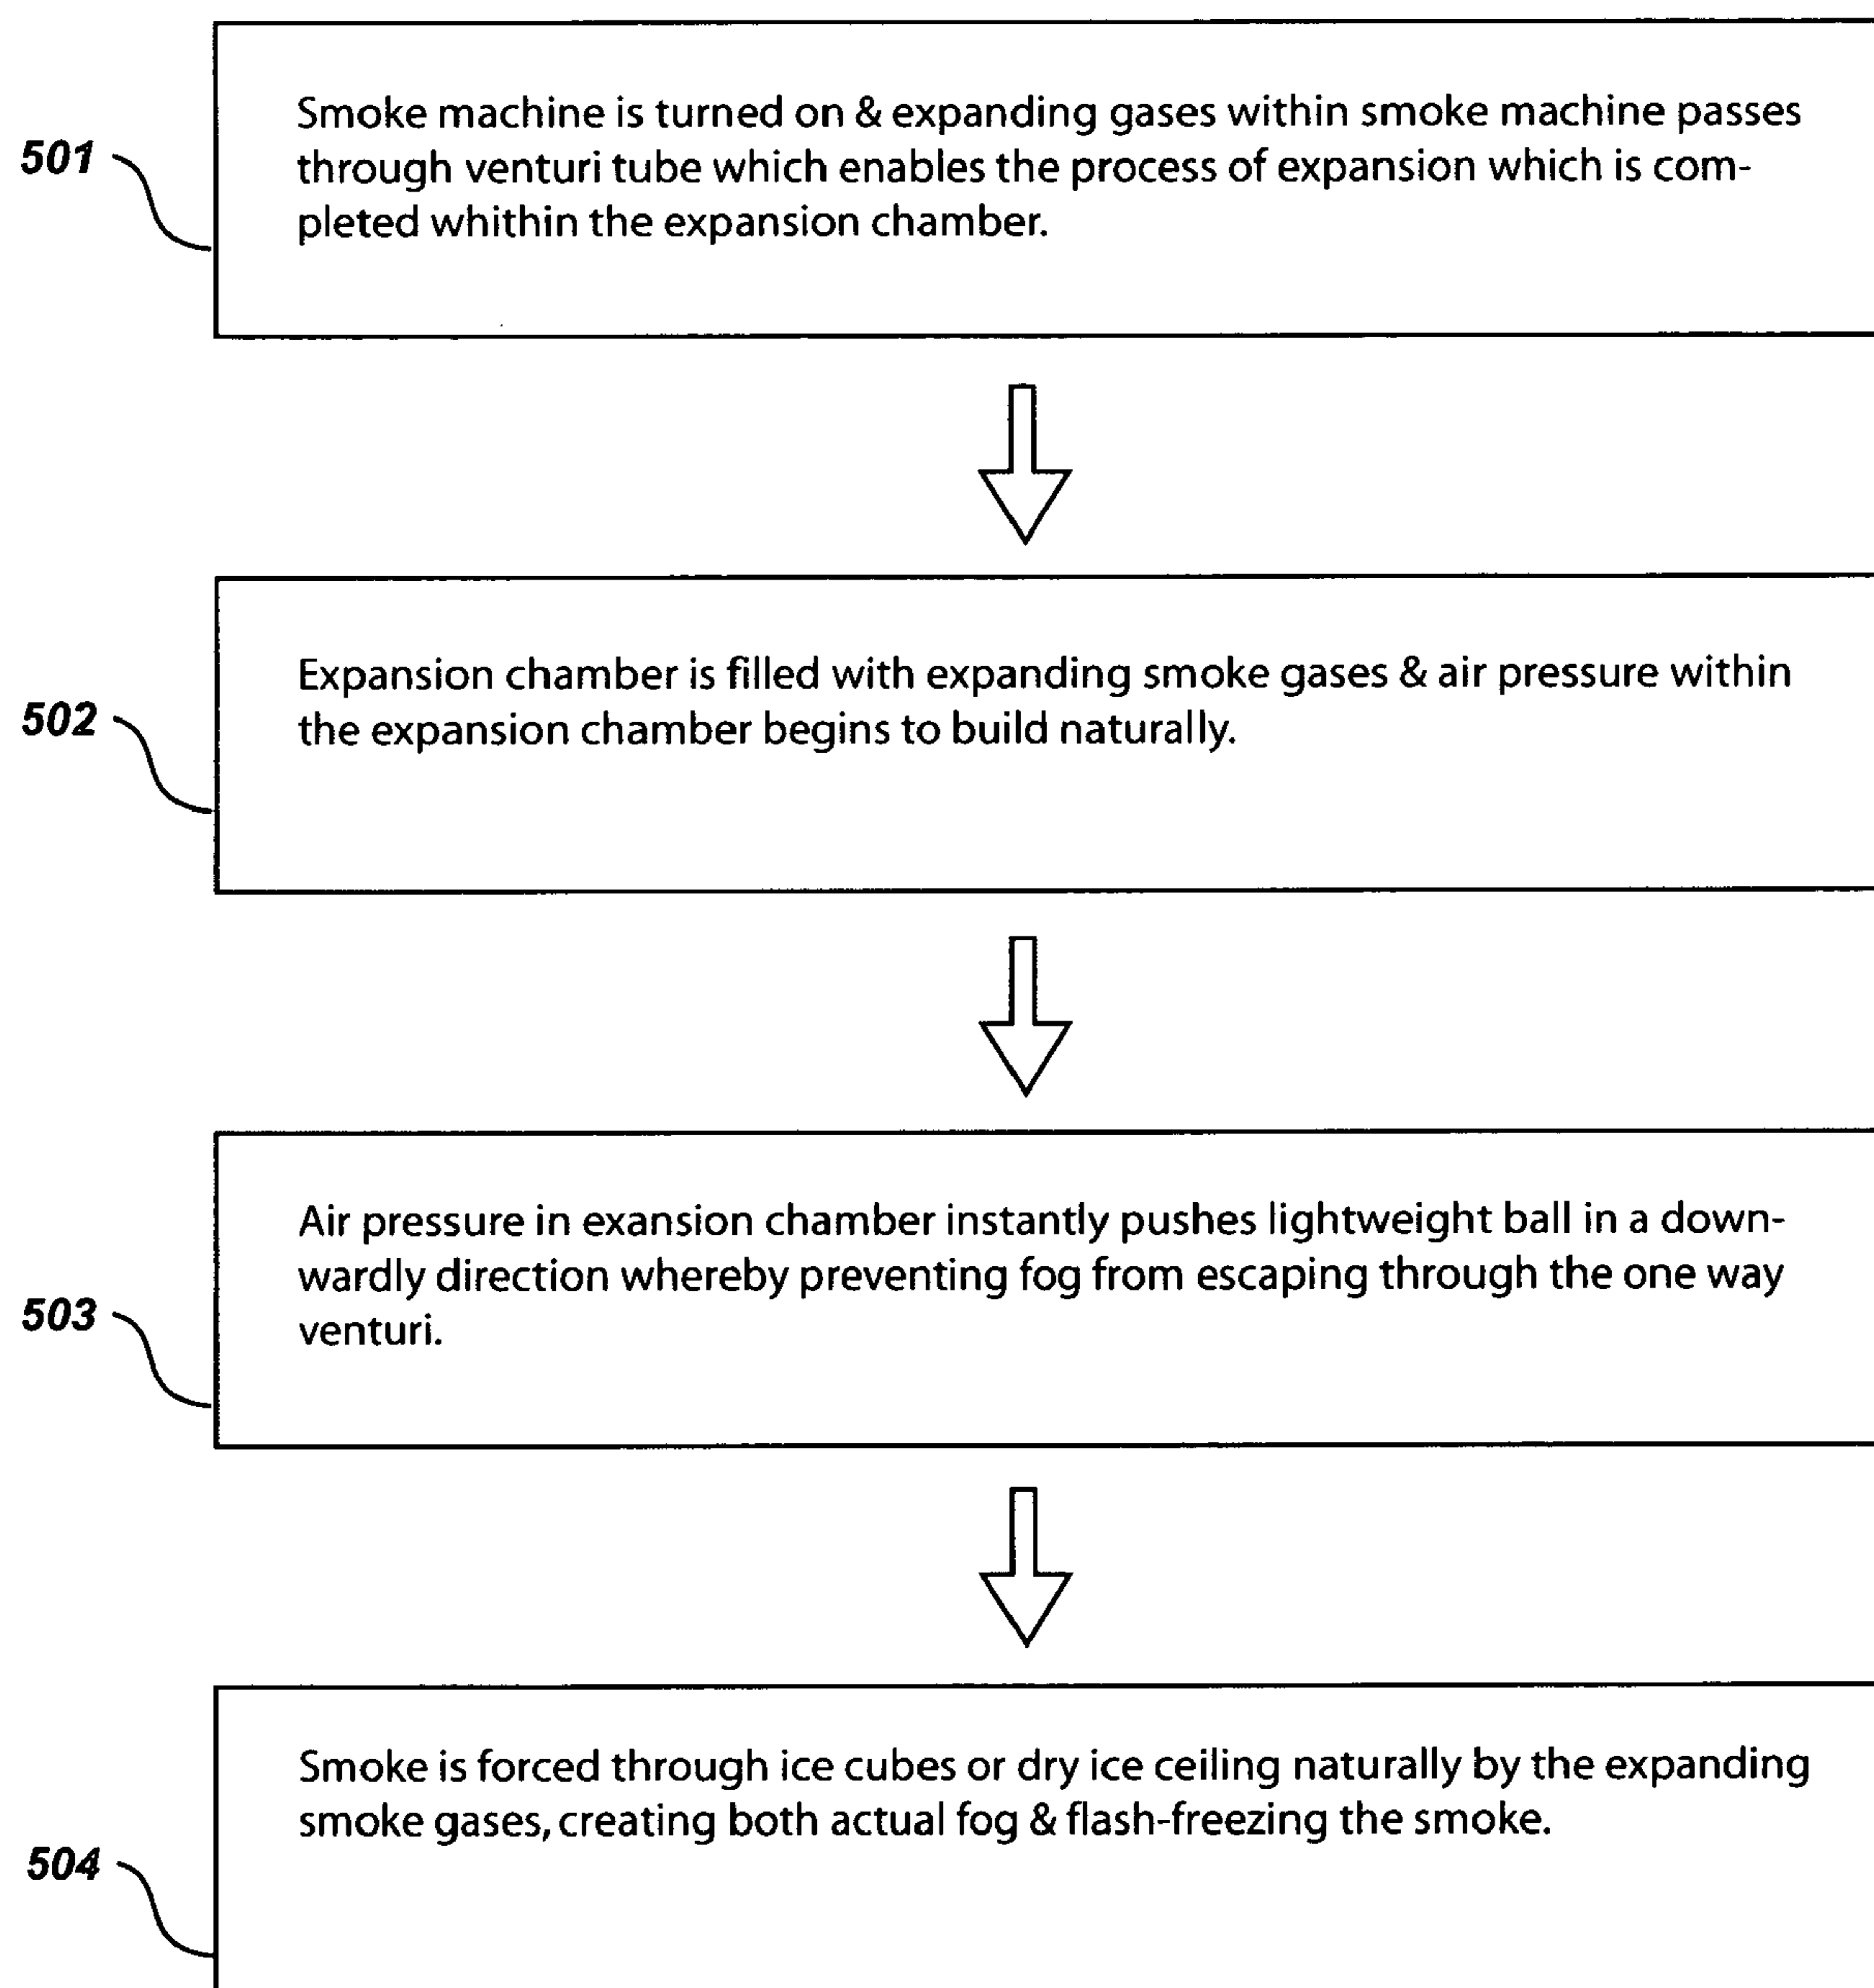 501
Smoke machine is turned on & expanding gases within smoke machine passes
through venturi tube which enables the process of expansion which is com-
pleted whithin the expansion chamber.
502
Expansion chamber is filled with expanding smoke gases & air pressure within
the expansion chamber begins to build naturally.
503
Air pressure in exansion chamber instantly pushes lightweight ball in a down-
wardly direction whereby preventing fog from escaping through the one way
venturi.
504
Smoke is forced through ice cubes or dry ice ceiling naturally by the expanding
smoke gases, creating both actual fog & flash-freezing the smoke.